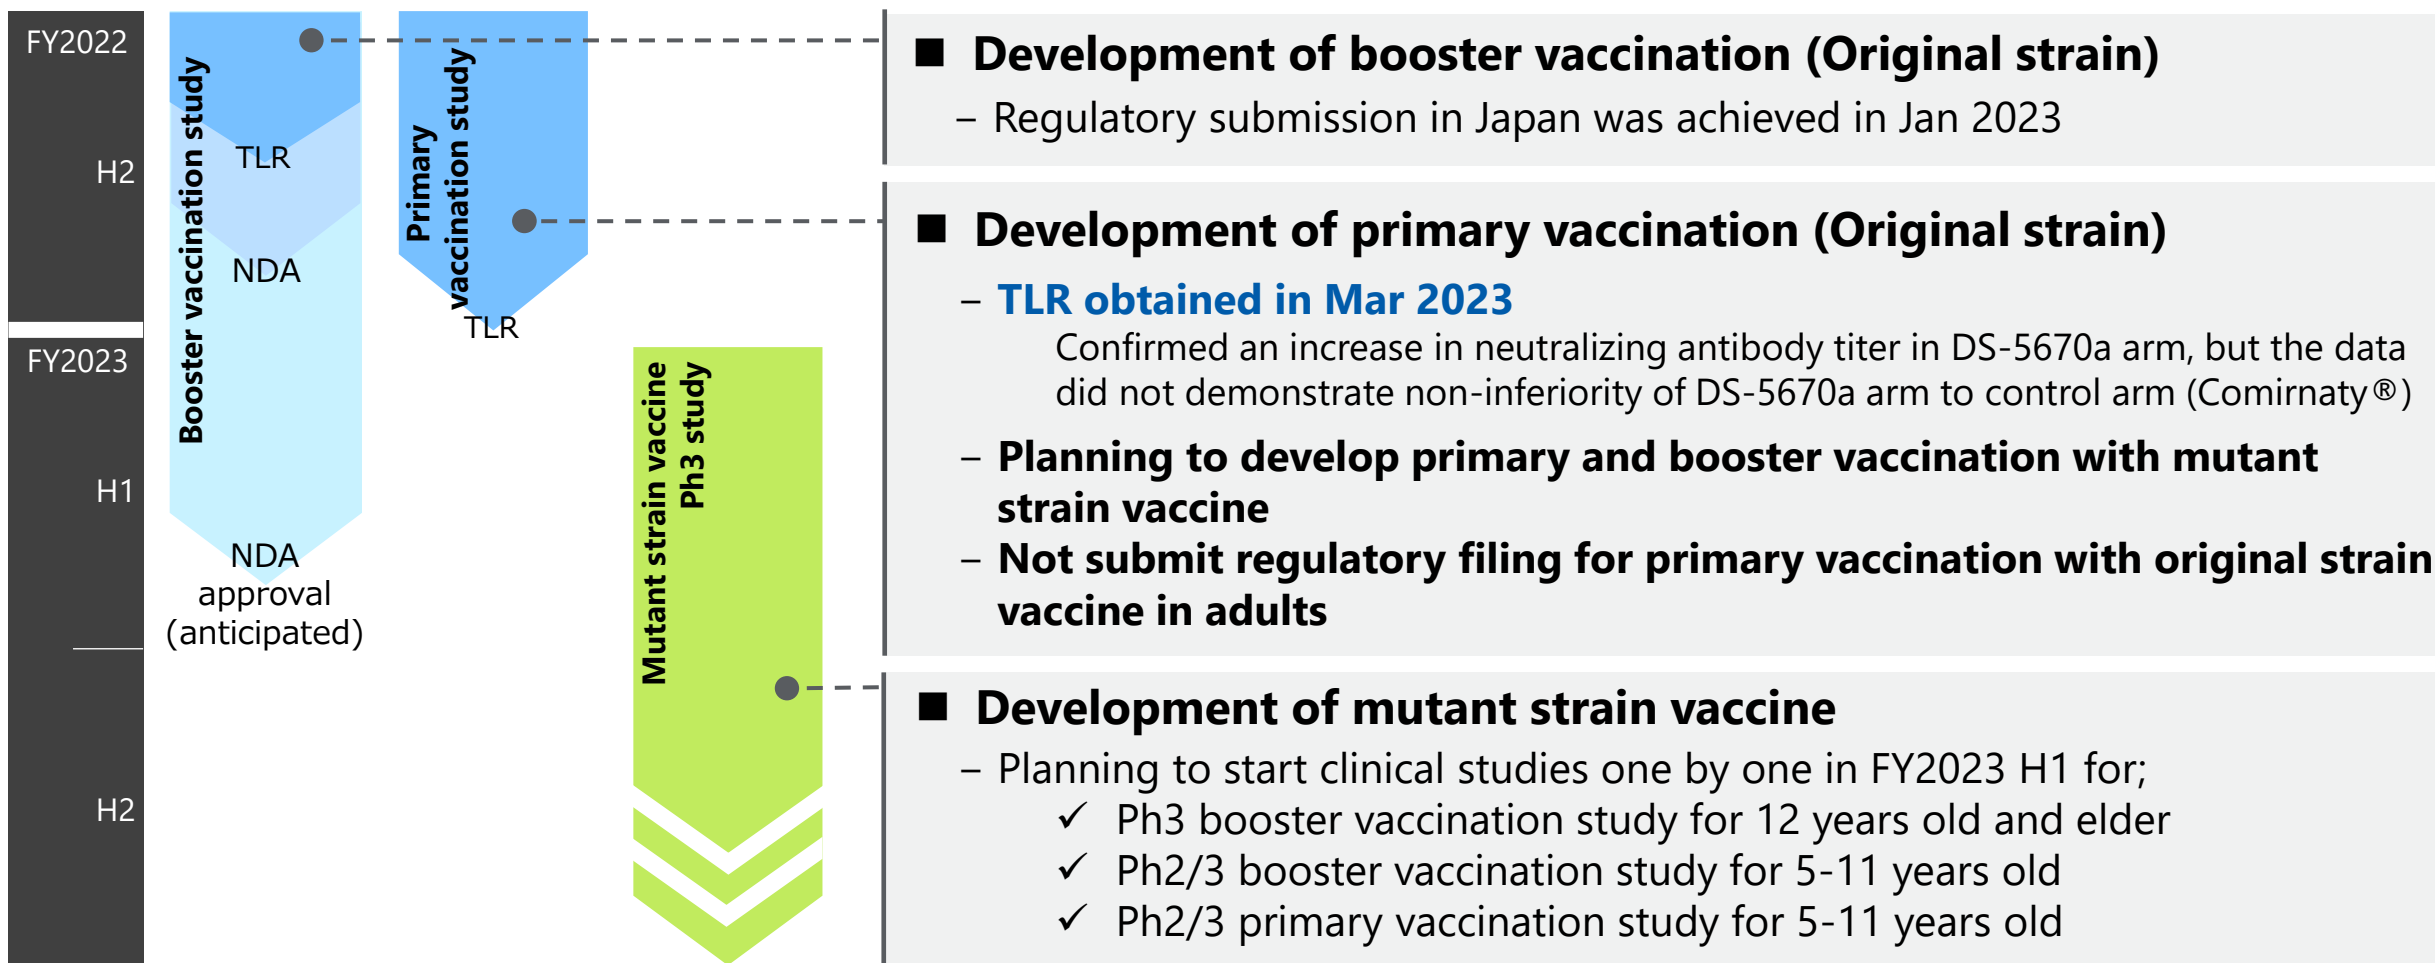 FY2022
H2
FY2023
H1
H2
Booster vaccination study
TLR
NDA
NDA
approval
(anticipated)
Primary
vaccination study
TLR
Mutant strain vaccine
Ph3 study
■ Development of booster vaccination (Original strain)
– Regulatory submission in Japan was achieved in Jan 2023
■ Development of primary vaccination (Original strain)
– TLR obtained in Mar 2023
Confirmed an increase in neutralizing antibody titer in DS-5670a arm, but the data
did not demonstrate non-inferiority of DS-5670a arm to control arm (Comirnaty®)
– Planning to develop primary and booster vaccination with mutant
strain vaccine
– Not submit regulatory filing for primary vaccination with original strain
vaccine in adults
■ Development of mutant strain vaccine
– Planning to start clinical studies one by one in FY2023 H1 for;
✓ Ph3 booster vaccination study for 12 years old and elder
✓ Ph2/3 booster vaccination study for 5-11 years old
✓ Ph2/3 primary vaccination study for 5-11 years old